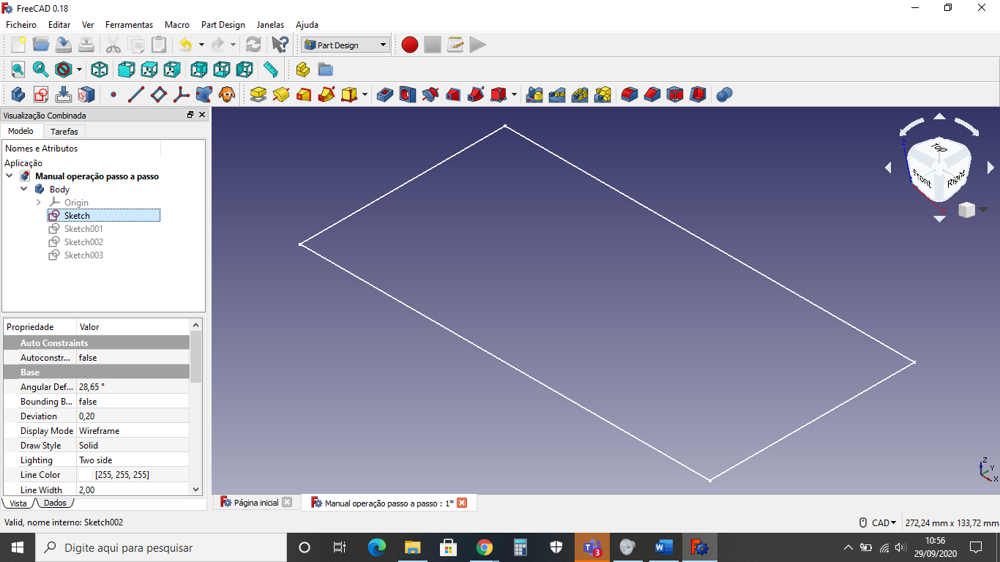 FreeCAD 0.18
Ficheiro Editar Ver Ferramentas Macro Part Design Janelas Ajuda
Part Design
Visualização Combinada
Modelo Tarefas
Nomes e Atributos
Aplicação
Manual operação passo a passo
Body
Origin
Sketch
Sketch001
Sketch002
Sketch003
Propriedade Valor
Auto Constraints
Autoconstr... false
Base
Angular Def... 28,65 °
Bounding B... false
Deviation 0,20
Display Mode Wireframe
Draw Style Solid
Lighting Two side
Line Color [255, 255, 255]
Line Width 2,00
Vista Dados
Top
Front
Right
Z
X
Z
Y
X
Página inicial
Manual operação passo a passo : 1*
Valid, nome interno: Sketch002
CAD 272,24 mm x 133,72 mm
Digite aqui para pesquisar
3
10:56
29/09/2020